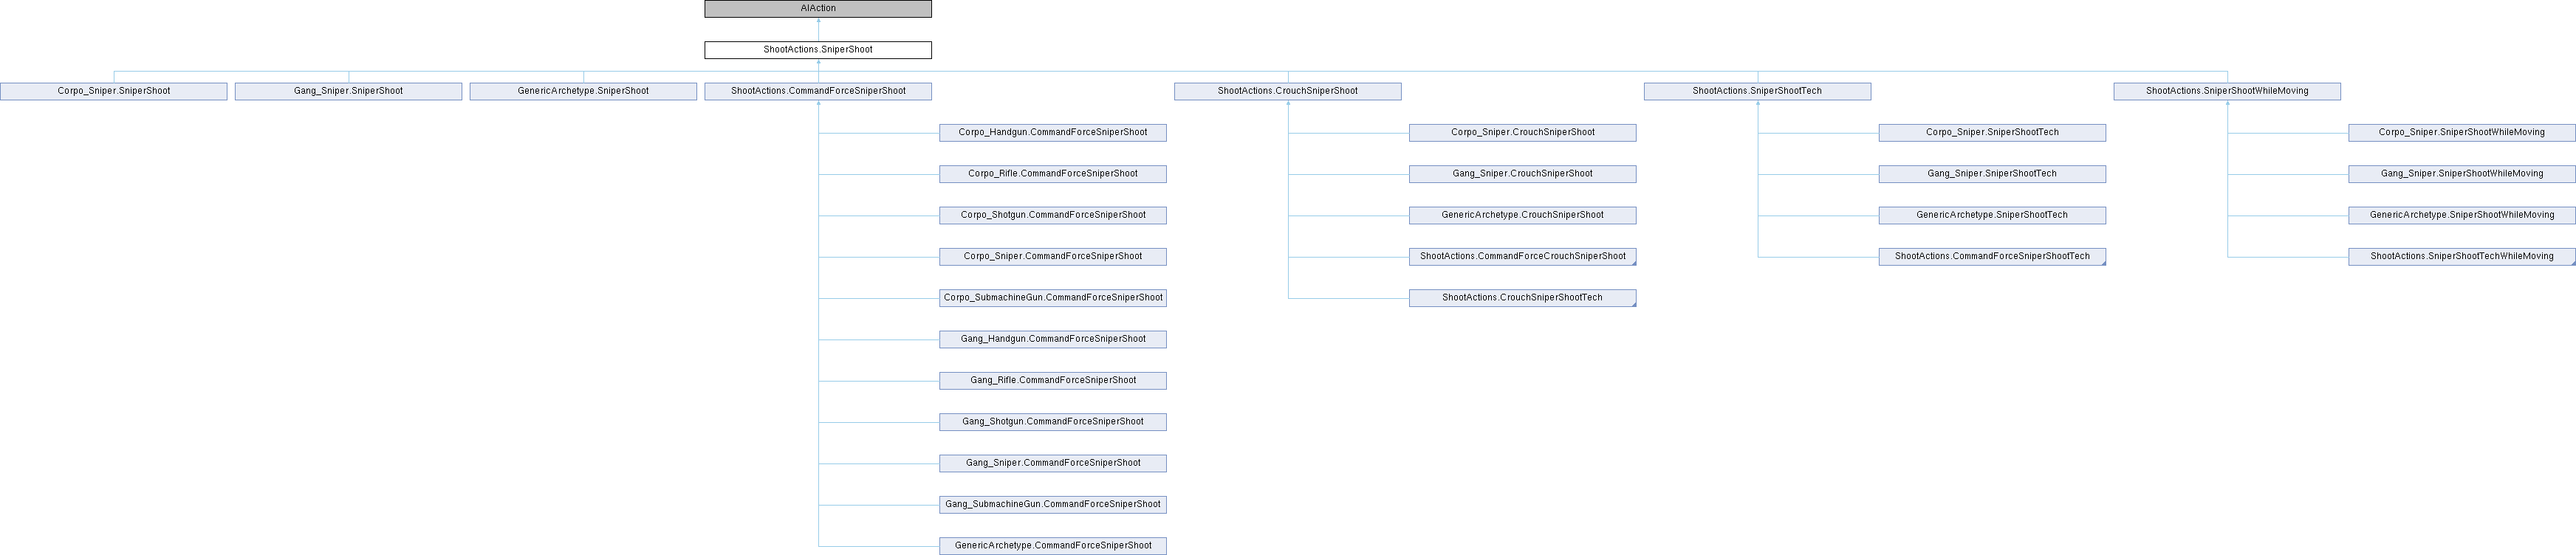 AIAction
ShootActions.SniperShoot
Corpo_Sniper.SniperShoot
Gang_Sniper.SniperShoot
GenericArchetype.SniperShoot
ShootActions.CommandForceSniperShoot
ShootActions.CrouchSniperShoot
ShootActions.SniperShootTech
ShootActions.SniperShootWhileMoving
Corpo_Handgun.CommandForceSniperShoot
Corpo_Rifle.CommandForceSniperShoot
Corpo_Shotgun.CommandForceSniperShoot
Corpo_Sniper.CommandForceSniperShoot
Corpo_SubmachineGun.CommandForceSniperShoot
Gang_Handgun.CommandForceSniperShoot
Gang_Rifle.CommandForceSniperShoot
Gang_Shotgun.CommandForceSniperShoot
Gang_Sniper.CommandForceSniperShoot
Gang_SubmachineGun.CommandForceSniperShoot
GenericArchetype.CommandForceSniperShoot
Corpo_Sniper.CrouchSniperShoot
Gang_Sniper.CrouchSniperShoot
GenericArchetype.CrouchSniperShoot
ShootActions.CommandForceCrouchSniperShoot
ShootActions.CrouchSniperShootTech
Corpo_Sniper.SniperShootTech
Gang_Sniper.SniperShootTech
GenericArchetype.SniperShootTech
ShootActions.CommandForceSniperShootTech
Corpo_Sniper.SniperShootWhileMoving
Gang_Sniper.SniperShootWhileMoving
GenericArchetype.SniperShootWhileMoving
ShootActions.SniperShootTechWhileMoving